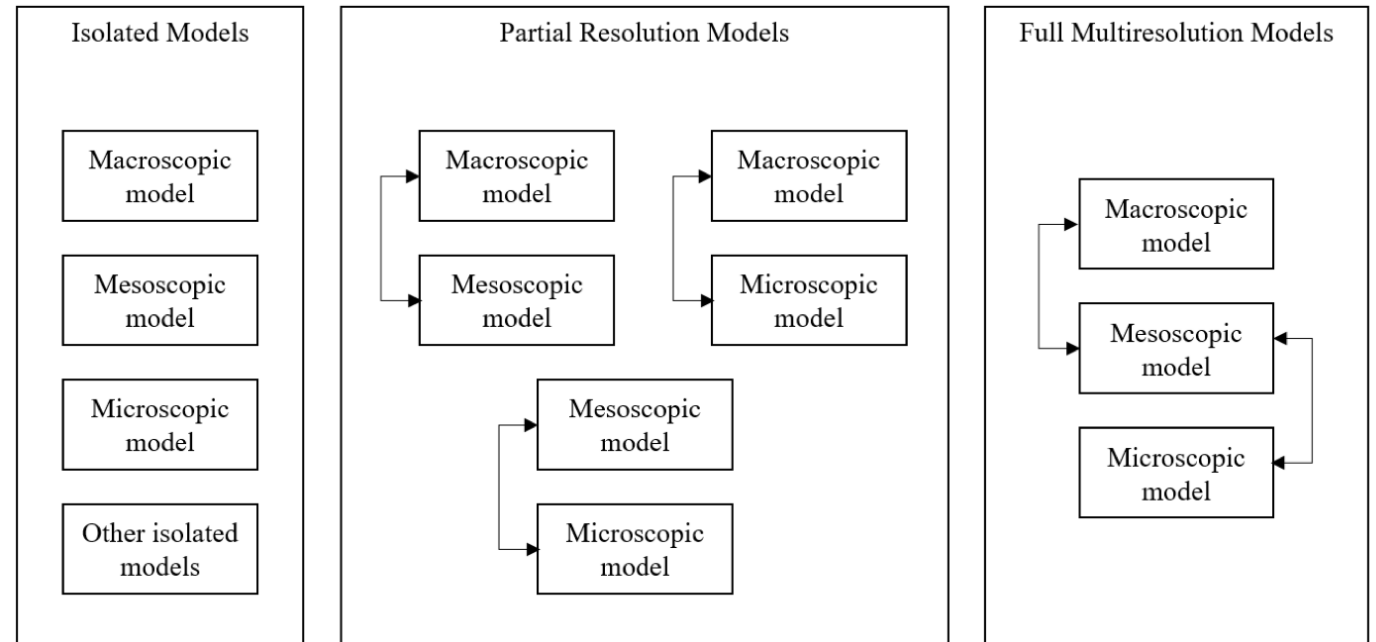 Isolated Models
Macroscopic
model
Mesoscopic
model
Microscopic
model
Other isolated
models
Partial Resolution Models
Macroscopic
model
Mesoscopic
model
Macroscopic
model
Microscopic
model
Mesoscopic
model
Microscopic
model
Full Multiresolution Models
Macroscopic
model
Mesoscopic
model
Microscopic
model